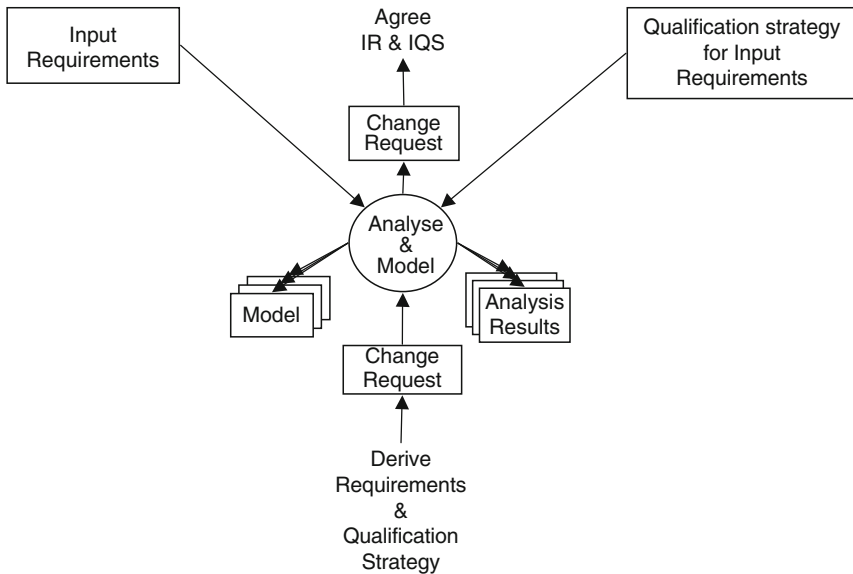 Input
Requirements
Agree
IR & IQS
Qualification strategy
for Input
Requirements
Change
Request
Analyse
&
Model
Model
Analysis
Results
Change
Request
Derive
Requirements
&
Qualification
Strategy